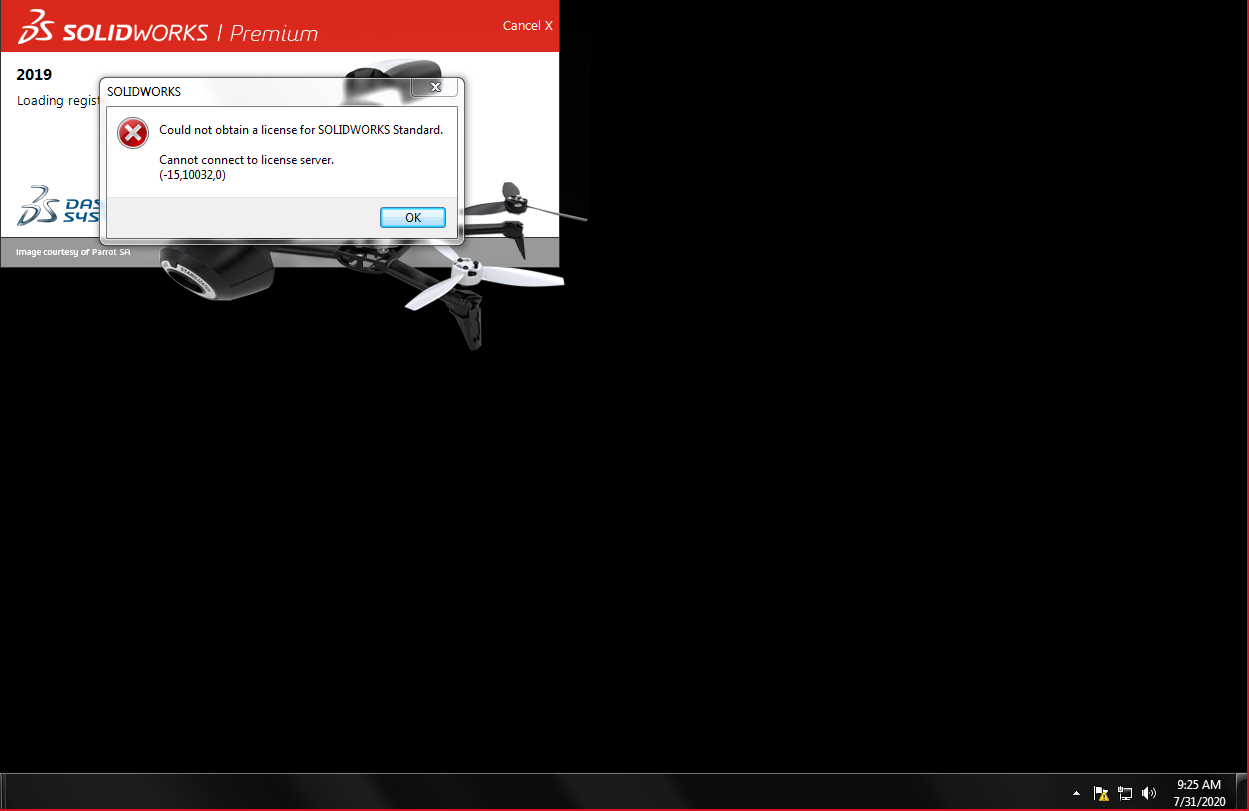 SOLIDWORKS | Premium
Cancel X
2019
Loading regist
SOLIDWORKS
Could not obtain a license for SOLIDWORKS Standard.
Cannot connect to license server.
(-15,10032,0)
OK
DAS
SYS
Image courtesy of Parrot SA
9:25 AM
7/31/2020